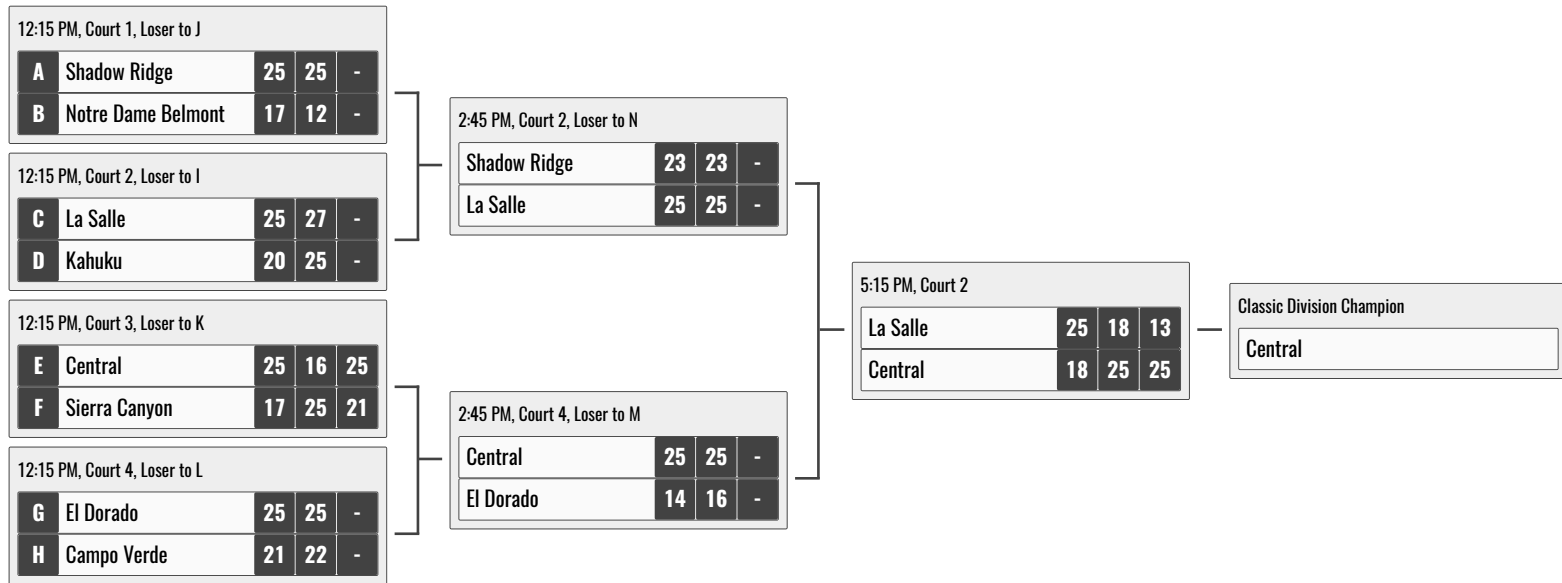 12:15 PM, Court 1, Loser to J
A Shadow Ridge 25 25 -
B Notre Dame Belmont 17 12 -
12:15 PM, Court 2, Loser to I
C La Salle 25 27 -
D Kahuku 20 25 -
12:15 PM, Court 3, Loser to K
E Central 25 16 25
F Sierra Canyon 17 25 21
12:15 PM, Court 4, Loser to L
G El Dorado 25 25 -
H Campo Verde 21 22 -
2:45 PM, Court 2, Loser to N
Shadow Ridge 23 23 -
La Salle 25 25 -
2:45 PM, Court 4, Loser to M
Central 25 25 -
El Dorado 14 16 -
5:15 PM, Court 2
La Salle 25 18 13
Central 18 25 25
Classic Division Champion
Central